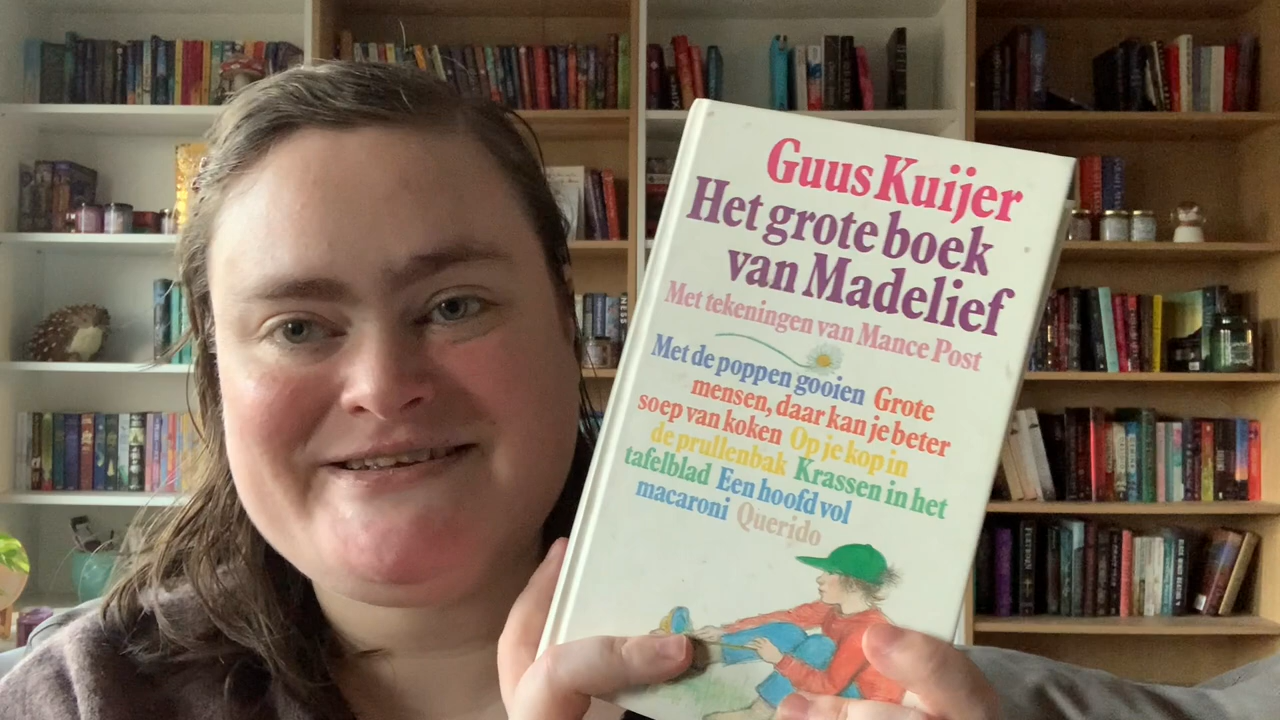 Guus Kuijer
Het grote boek
van Madelief
Met tekeningen van Mance Post
Met de poppen gooien Grote
mensen, daar kan je beter
soep van koken Op je kop in
de prullenbak Krassen in het
tafelblad Een hoofd vol
macaroni Querido